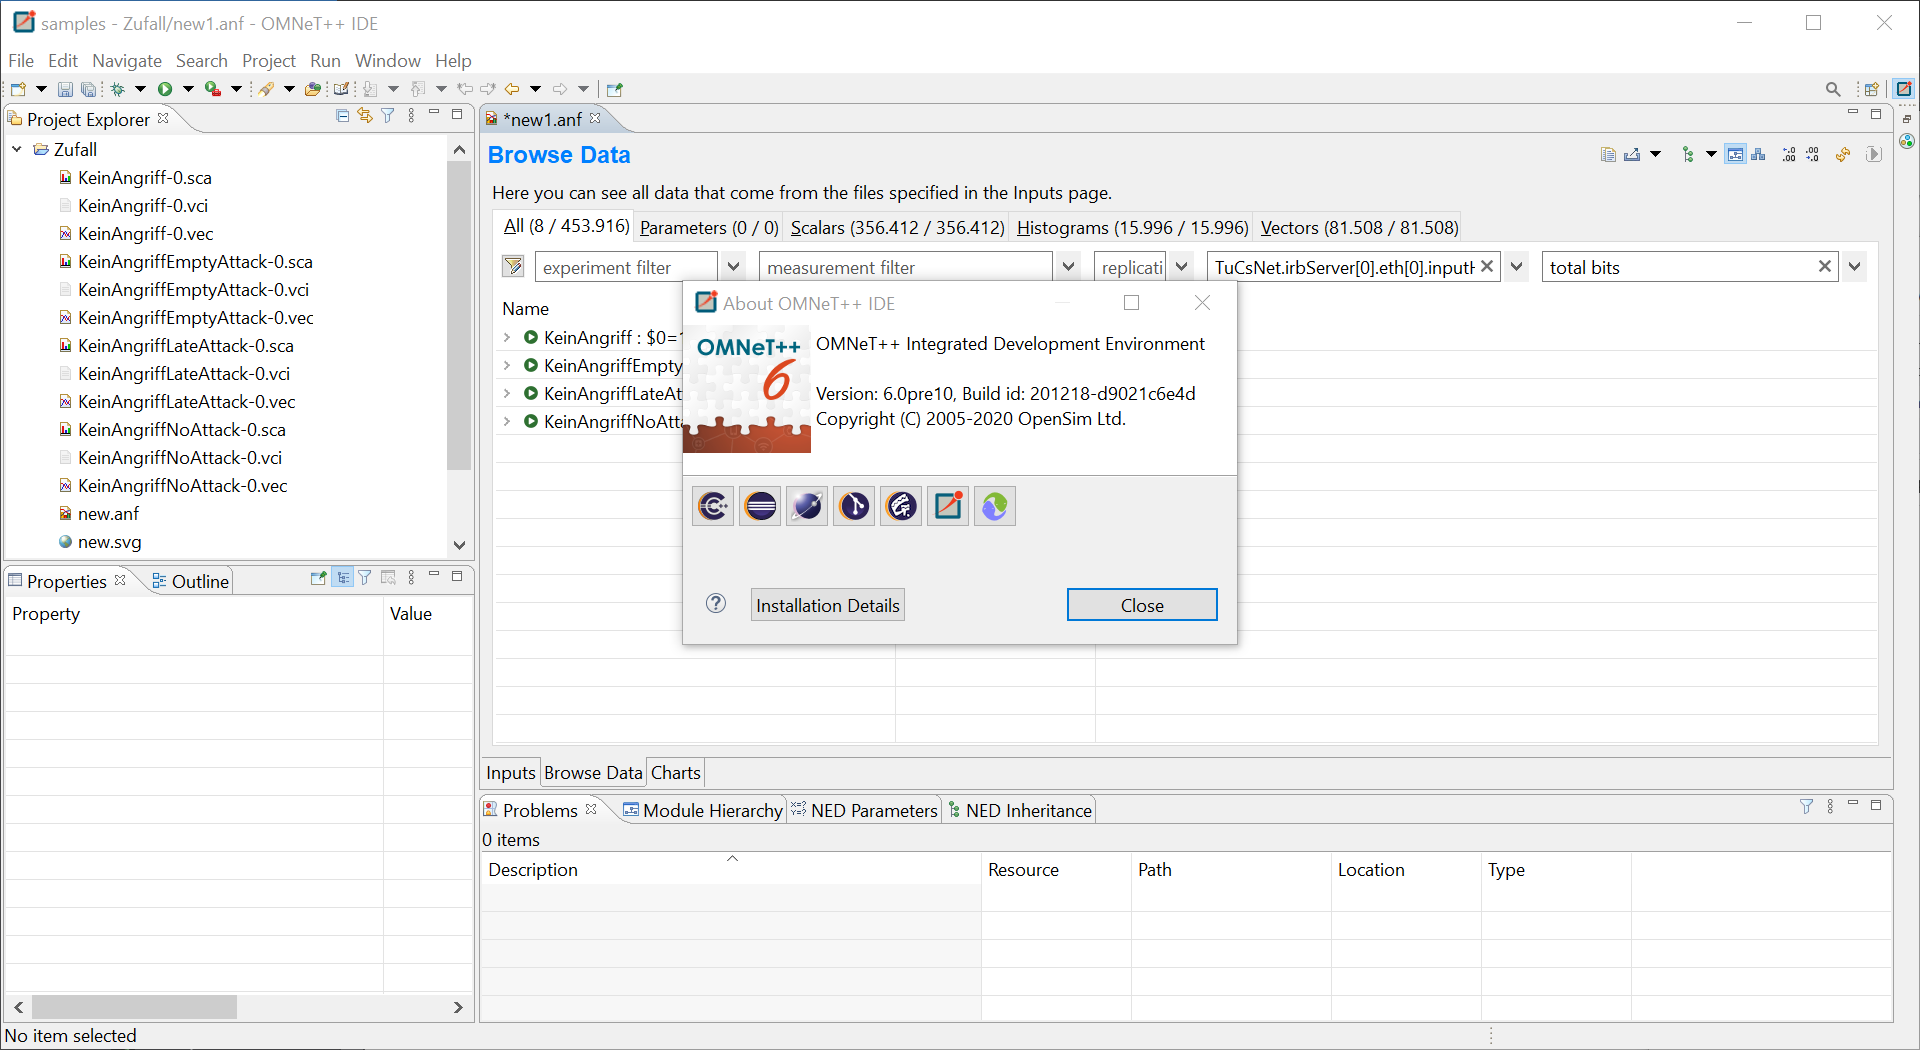 samples - Zufall/new1.anf - OMNeT++ IDE
File Edit Navigate Search Project Run Window Help
Project Explorer
Zufall
KeinAngriff-0.sca
KeinAngriff-0.vci
KeinAngriff-0.vec
KeinAngriffEmptyAttack-0.sca
KeinAngriffEmptyAttack-0.vci
KeinAngriffEmptyAttack-0.vec
KeinAngriffLateAttack-0.sca
KeinAngriffLateAttack-0.vci
KeinAngriffLateAttack-0.vec
KeinAngriffNoAttack-0.sca
KeinAngriffNoAttack-0.vci
KeinAngriffNoAttack-0.vec
new.anf
new.svg
Properties Outline
Property Value
No item selected
*new1.anf
Browse Data
Here you can see all data that come from the files specified in the Inputs page.
All (8 / 453.916) Parameters (0 / 0) Scalars (356.412 / 356.412) Histograms (15.996 / 15.996) Vectors (81.508 / 81.508)
experiment filter measurement filter replicati TuCsNet.irbServer[0].eth[0].input total bits
Name
KeinAngriff : $0=
KeinAngriffEmpty
KeinAngriffLateAt
KeinAngriffNoAtta
About OMNeT++ IDE
OMNeT++
6
OMNeT++ Integrated Development Environment
Version: 6.0pre10, Build id: 201218-d9021c6e4d
Copyright (C) 2005-2020 OpenSim Ltd.
Installation Details Close
Inputs Browse Data Charts
Problems Module Hierarchy NED Parameters NED Inheritance
0 items
Description Resource Path Location Type